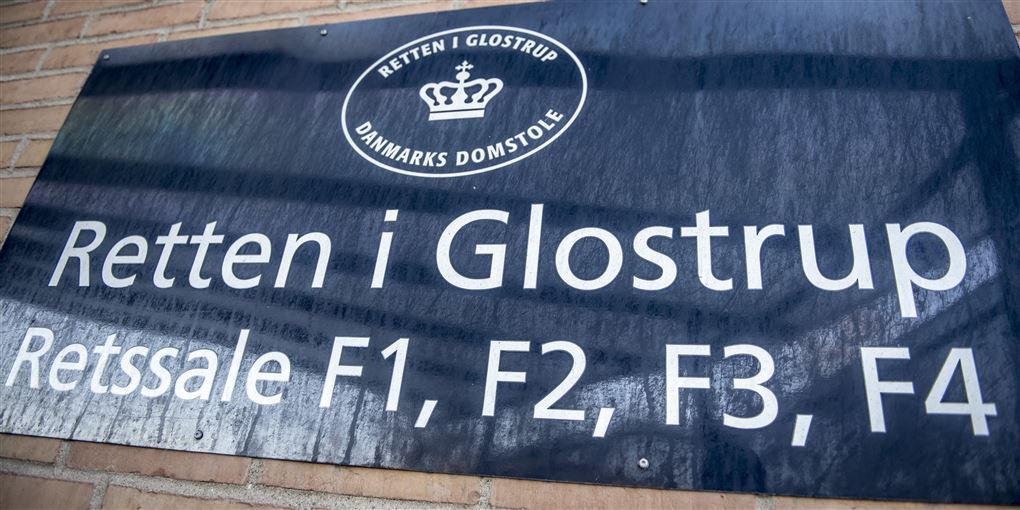 RETTEN I GLOSTRUP
DANMARKS DOMSTOLE
Retten i Glostrup
Retssale F1, F2, F3, F4